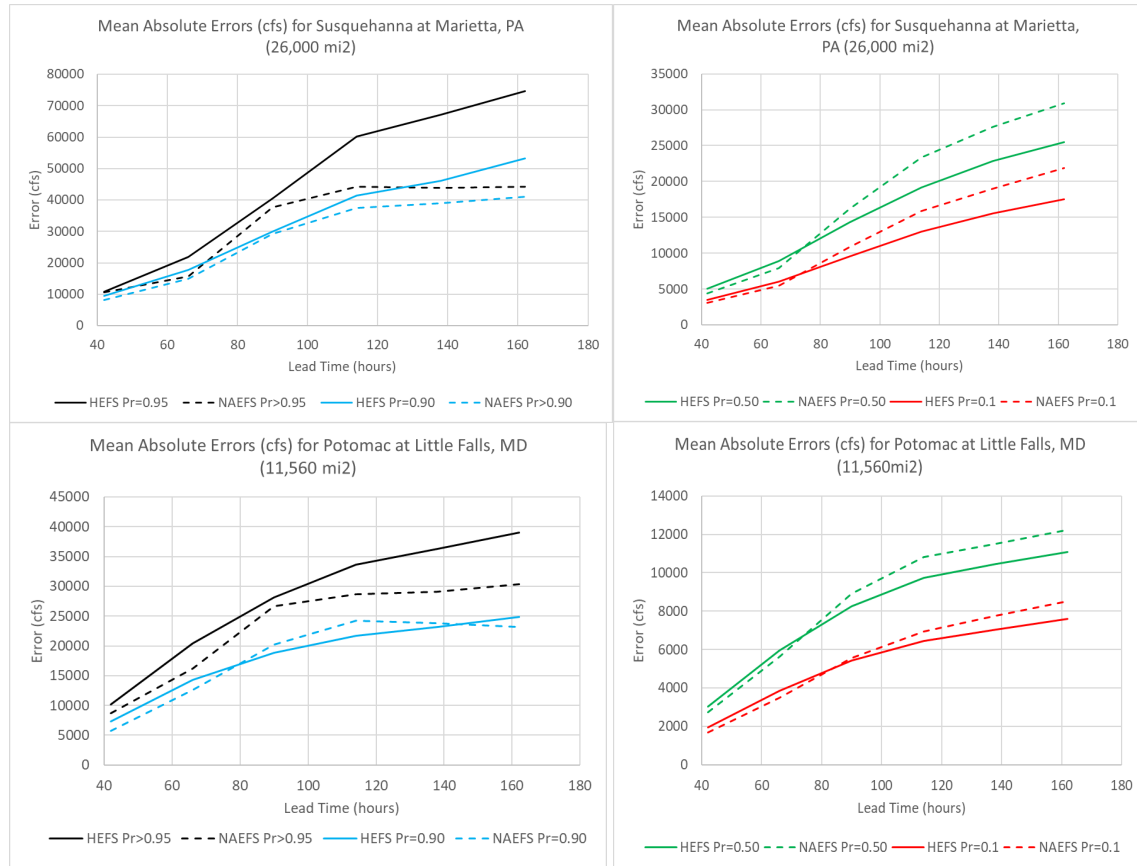 Mean Absolute Errors (cfs) for Susquehanna at Marietta, PA
(26,000 mi2)
80000
70000
60000
50000
40000
30000
20000
10000
0
Error (cfs)
40 60 80 100 120 140 160 180
Lead Time (hours)
HEFS Pr=0.95 NAEFS Pr>0.95 HEFS Pr=0.90 NAEFS Pr>0.90
Mean Absolute Errors (cfs) for Susquehanna at Marietta,
PA (26,000 mi2)
35000
30000
25000
20000
15000
10000
5000
0
Error (cfs)
40 60 80 100 120 140 160 180
Lead Time (hours)
HEFS Pr=0.50 NAEFS Pr=0.50 HEFS Pr=0.1 NAEFS Pr=0.1
Mean Absolute Errors (cfs) for Potomac at Little Falls, MD
(11,560 mi2)
45000
40000
35000
30000
25000
20000
15000
10000
5000
0
Error (cfs)
40 60 80 100 120 140 160 180
Lead Time (hours)
HEFS Pr>0.95 NAEFS Pr>0.95 HEFS Pr=0.90 NAEFS Pr=0.90
Mean Absolute Errors (cfs) for Potomac at Little Falls, MD
(11,560mi2)
14000
12000
10000
8000
6000
4000
2000
0
Error (cfs)
40 60 80 100 120 140 160 180
Lead Time (hours)
HEFS Pr=0.50 NAEFS Pr=0.50 HEFS Pr=0.1 NAEFS Pr=0.1